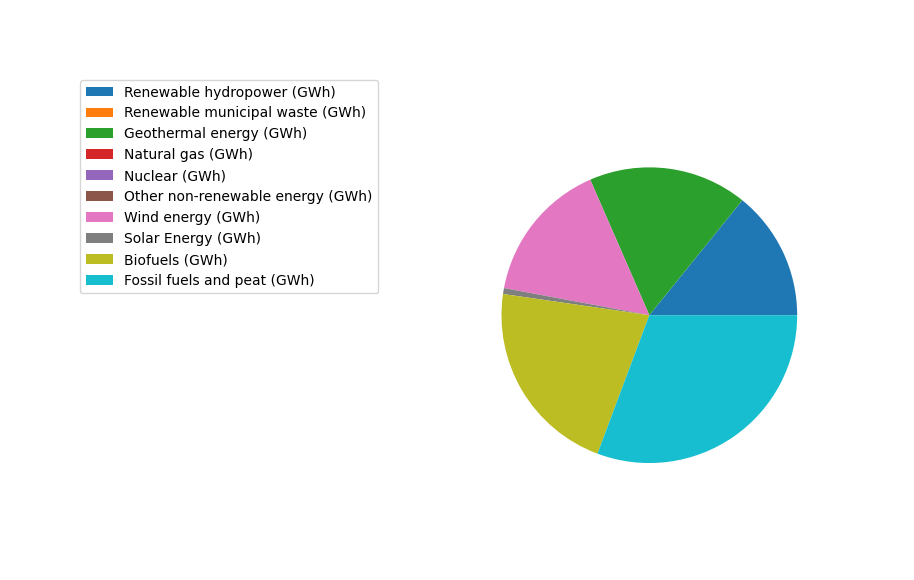 Renewable hydropower (GWh)
Renewable municipal waste (GWh)
Geothermal energy (GWh)
Natural gas (GWh)
Nuclear (GWh)
Other non-renewable energy (GWh)
Wind energy (GWh)
Solar Energy (GWh)
Biofuels (GWh)
Fossil fuels and peat (GWh)